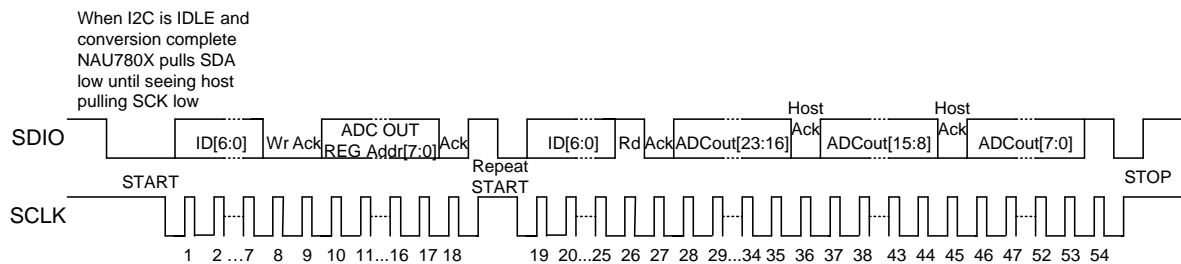 When I2C is IDLE and
conversion complete
NAU780X pulls SDA
low until seeing host
pulling SCK low
SDIO
ID[6:0]
Wr Ack
ADC OUT
REG Addr[7:0]
Ack
ID[6:0]
Rd
Ack
ADCout[23:16]
Host
Ack
ADCout[15:8]
Host
Ack
ADCout[7:0]
START
Repeat
START
STOP
SCLK
1 2 ...7 8 9 10 11...16 17 18 19 20...25 26 27 28 29...34 35 36 37 38 43 44 45 46 47 52 53 54